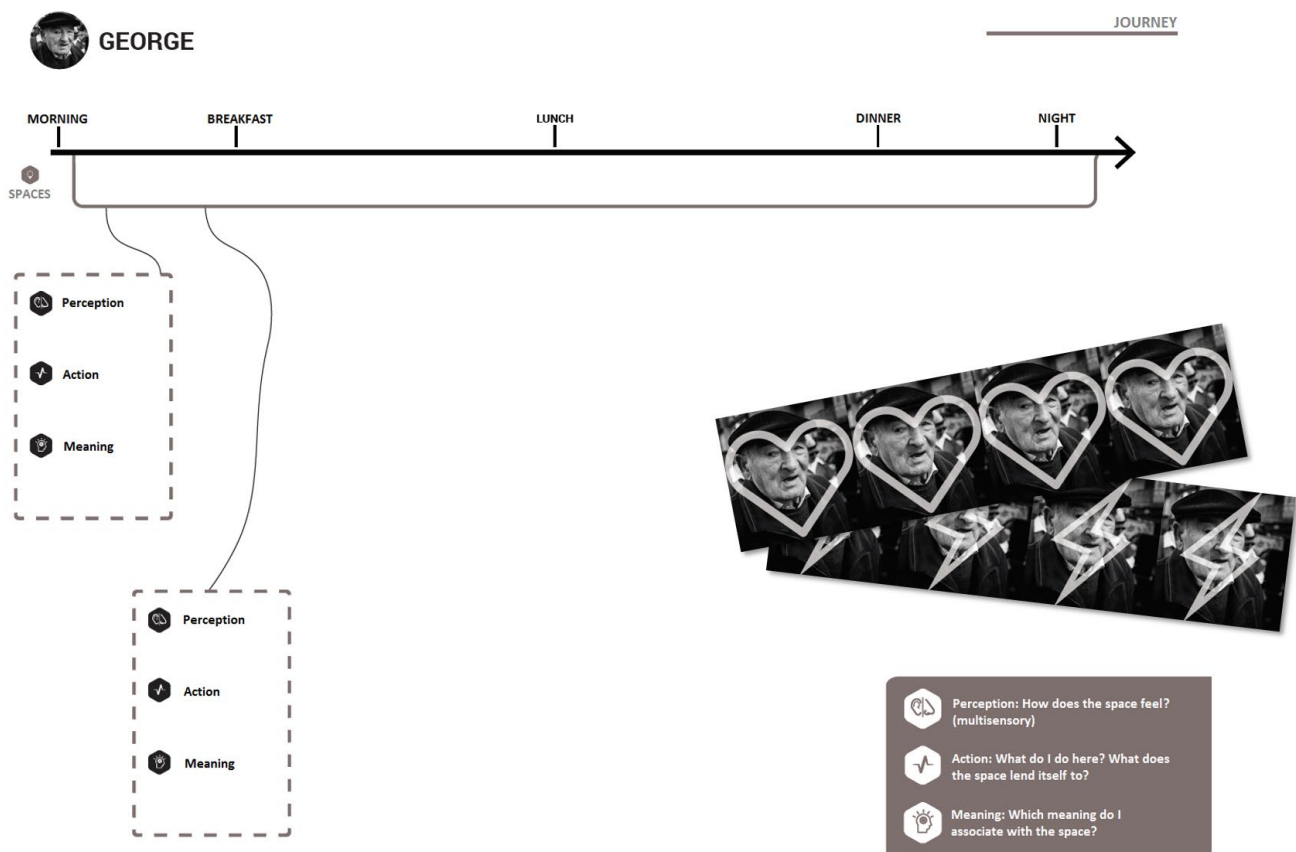 GEORGE
JOURNEY
MORNING
BREAKFAST
LUNCH
DINNER
NIGHT
SPACES
Perception
Action
Meaning
Perception
Action
Meaning
Perception: How does the space feel?
(multisensory)
Action: What do I do here? What does
the space lend itself to?
Meaning: Which meaning do I
associate with the space?